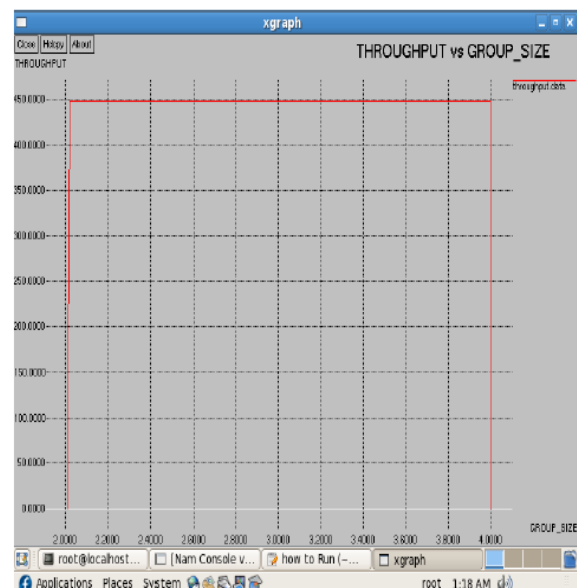 xgraph
Close Hdcpy About
THROUGHPUT vs GROUP_SIZE
THROUGHPUT
throughput.data
450.0000
400.0000
350.0000
300.0000
250.0000
200.0000
150.0000
100.0000
50.0000
0.0000
2.0000 2.2000 2.4000 2.6000 2.8000 3.0000 3.2000 3.4000 3.6000 3.8000 4.0000
GROUP_SIZE
root@localhost... [Nam Console v... how to Run (~... xgraph
Applications Places System root 1:18 AM